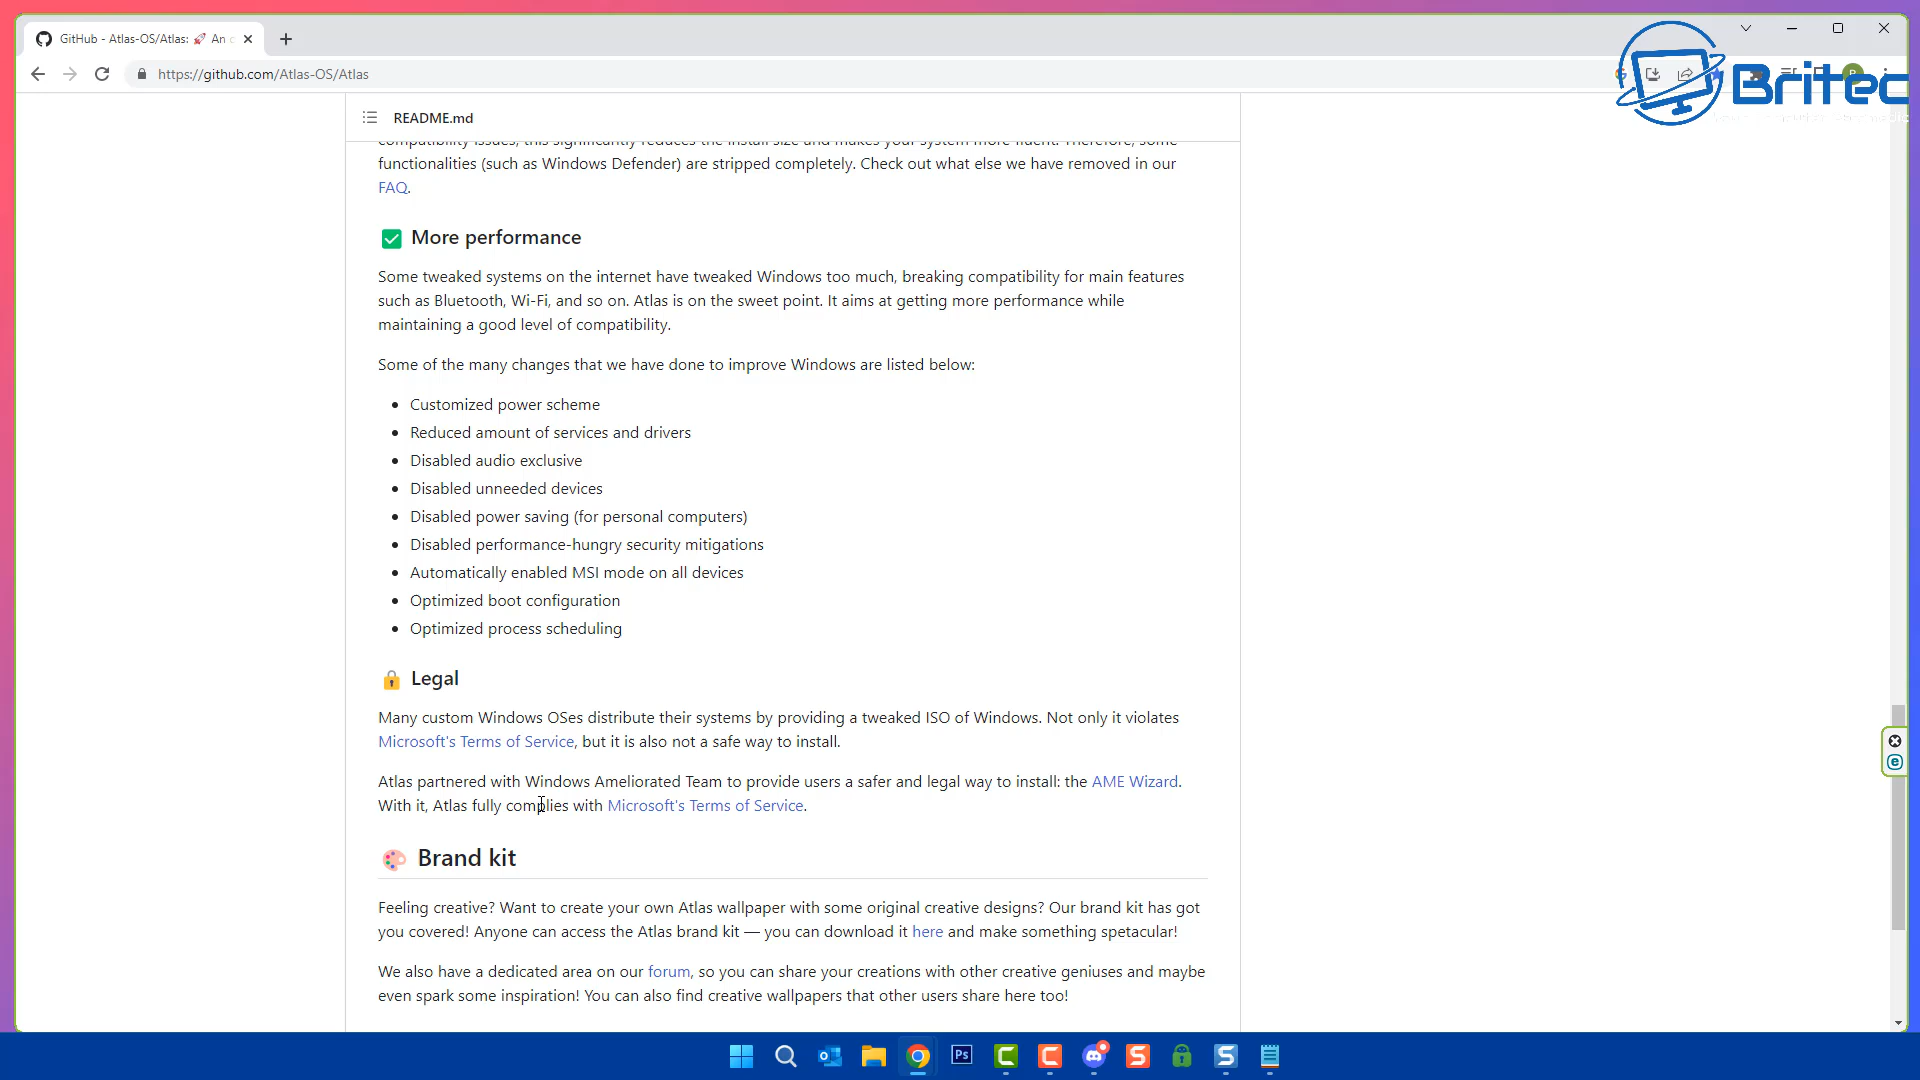 GitHub - Atlas-OS/Atlas: 🚀 An
Britec
https://github.com/Atlas-OS/Atlas
README.md
compatibility issues, this significantly reduces the install size and makes your system more fluent. Therefore, some
functionalities (such as Windows Defender) are stripped completely. Check out what else we have removed in our
FAQ.
✅ More performance
Some tweaked systems on the internet have tweaked Windows too much, breaking compatibility for main features
such as Bluetooth, Wi-Fi, and so on. Atlas is on the sweet point. It aims at getting more performance while
maintaining a good level of compatibility.
Some of the many changes that we have done to improve Windows are listed below:
• Customized power scheme
• Reduced amount of services and drivers
• Disabled audio exclusive
• Disabled unneeded devices
• Disabled power saving (for personal computers)
• Disabled performance-hungry security mitigations
• Automatically enabled MSI mode on all devices
• Optimized boot configuration
• Optimized process scheduling
🔒 Legal
Many custom Windows OSes distribute their systems by providing a tweaked ISO of Windows. Not only it violates
Microsoft's Terms of Service, but it is also not a safe way to install.
Atlas partnered with Windows Ameliorated Team to provide users a safer and legal way to install: the AME Wizard.
With it, Atlas fully complies with Microsoft's Terms of Service.
🎨 Brand kit
Feeling creative? Want to create your own Atlas wallpaper with some original creative designs? Our brand kit has got
you covered! Anyone can access the Atlas brand kit — you can download it here and make something spetacular!
We also have a dedicated area on our forum, so you can share your creations with other creative geniuses and maybe
even spark some inspiration! You can also find creative wallpapers that other users share here too!
Ps